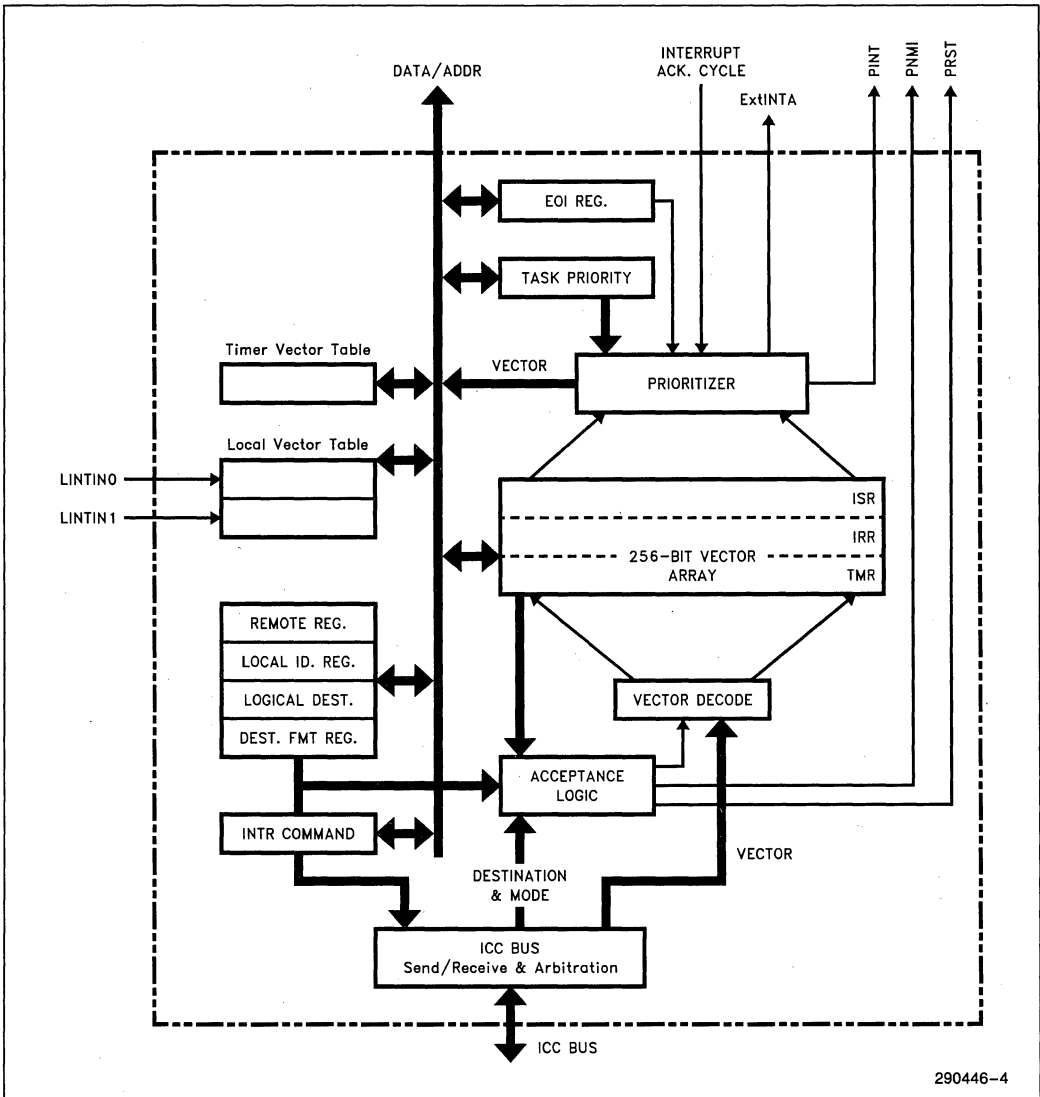 INTERRUPT
ACK. CYCLE
DATA/ADDR
ExtINTA
PINT
PNMI
PRST
EOI REG.
TASK PRIORITY
Timer Vector Table
VECTOR
PRIORITIZER
Local Vector Table
LINTIN0
LINTIN1
ISR
IRR
256-BIT VECTOR
ARRAY
TMR
REMOTE REG.
LOCAL ID. REG.
LOGICAL DEST.
DEST. FMT REG.
VECTOR DECODE
ACCEPTANCE
LOGIC
INTR COMMAND
VECTOR
DESTINATION
& MODE
ICC BUS
Send/Receive & Arbitration
ICC BUS
290446-4